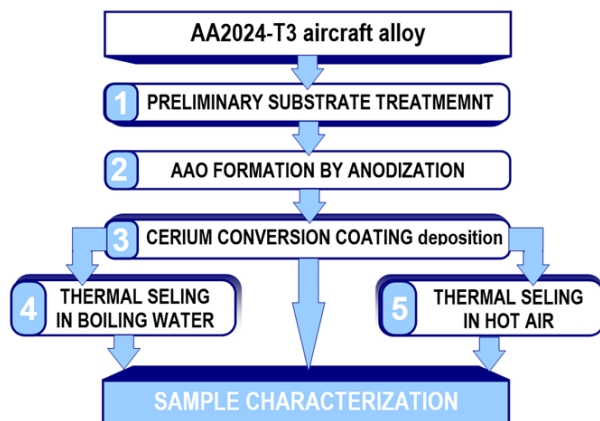 AA2024-T3 aircraft alloy
1 PRELIMINARY SUBSTRATE TREATMEMNT
2 AAO FORMATION BY ANODIZATION
3 CERIUM CONVERSION COATING deposition
4 THERMAL SELING
IN BOILING WATER
5 THERMAL SELING
IN HOT AIR
SAMPLE CHARACTERIZATION